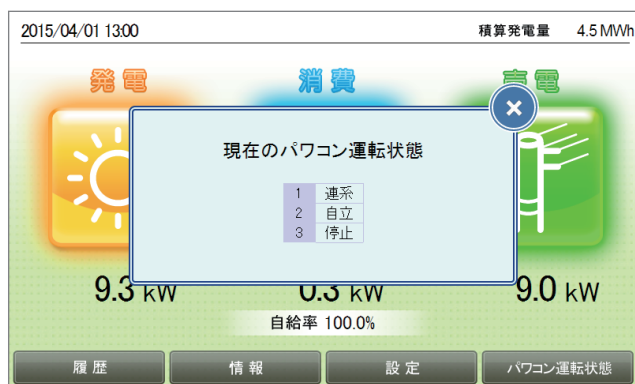 2015/04/01 13:00 積算発電量 4.5 MWh
発電 消費 売電
現在のパワコン運転状態
1 連系
2 自立
3 停止
9.3 kW 0.3 kW 9.0 kW
自給率 100.0%
履歴 情報 設定 パワコン運転状態